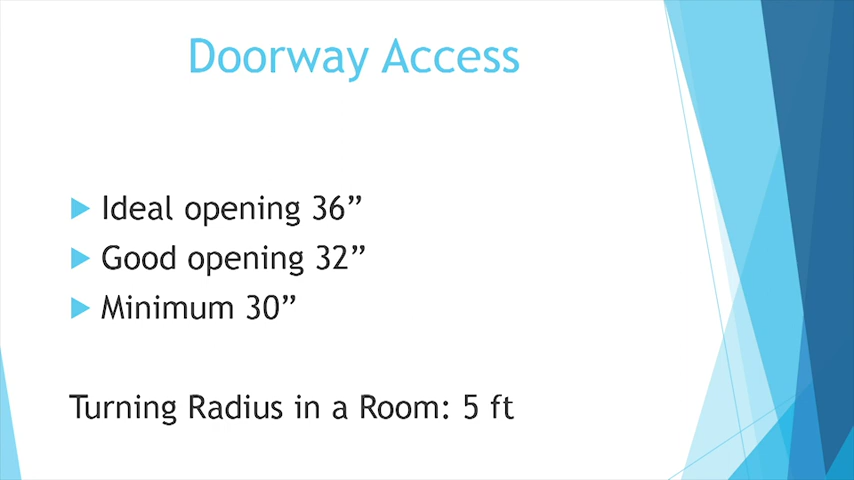 Doorway Access
Ideal opening 36”
Good opening 32”
Minimum 30”
Turning Radius in a Room: 5 ft